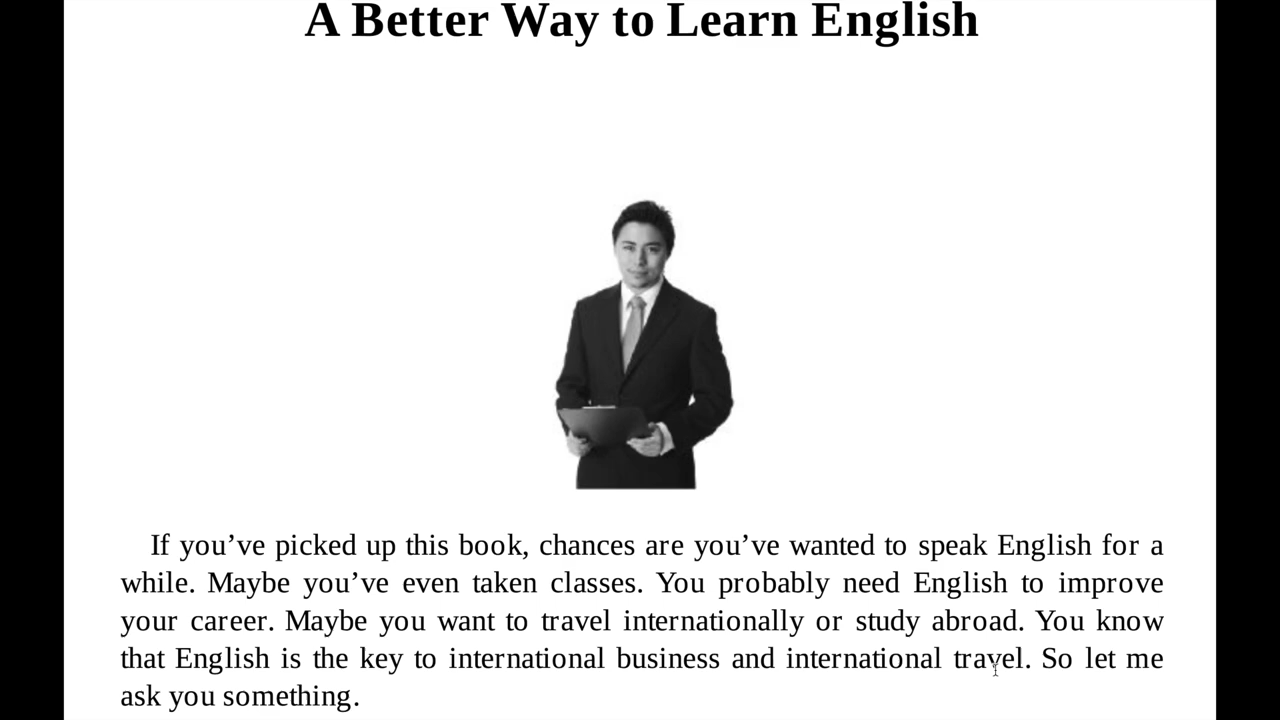 A Better Way to Learn English
If you’ve picked up this book, chances are you’ve wanted to speak English for a
while. Maybe you’ve even taken classes. You probably need English to improve
your career. Maybe you want to travel internationally or study abroad. You know
that English is the key to international business and international travel. So let me
ask you something.